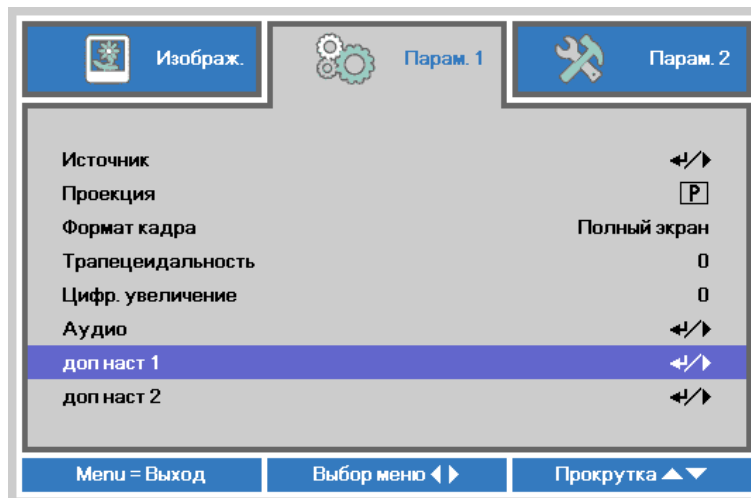 Изображ. Парам. 1 Парам. 2
Источник
Проекция P
Формат кадра Полный экран
Трапецеидальность 0
Цифр. увеличение 0
Аудио
доп наст 1
доп наст 2
Menu = Выход Выбор меню Прокрутка